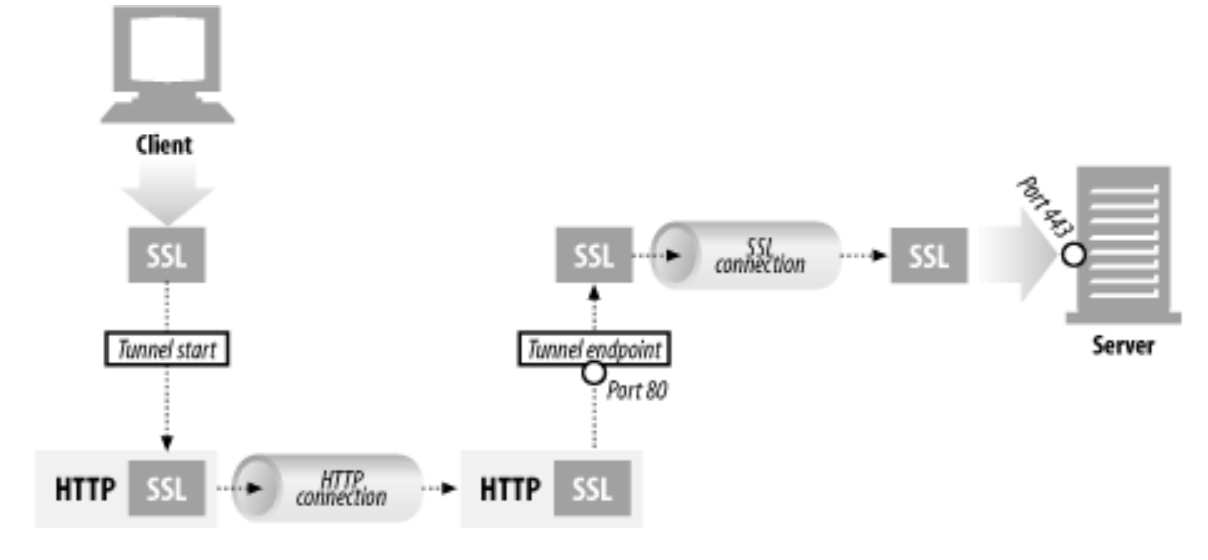 Client
SSL
Tunnel start
HTTP SSL
HTTP
connection
HTTP SSL
Port 80
Tunnel endpoint
SSL
SSL
connection
SSL
Port 443
Server